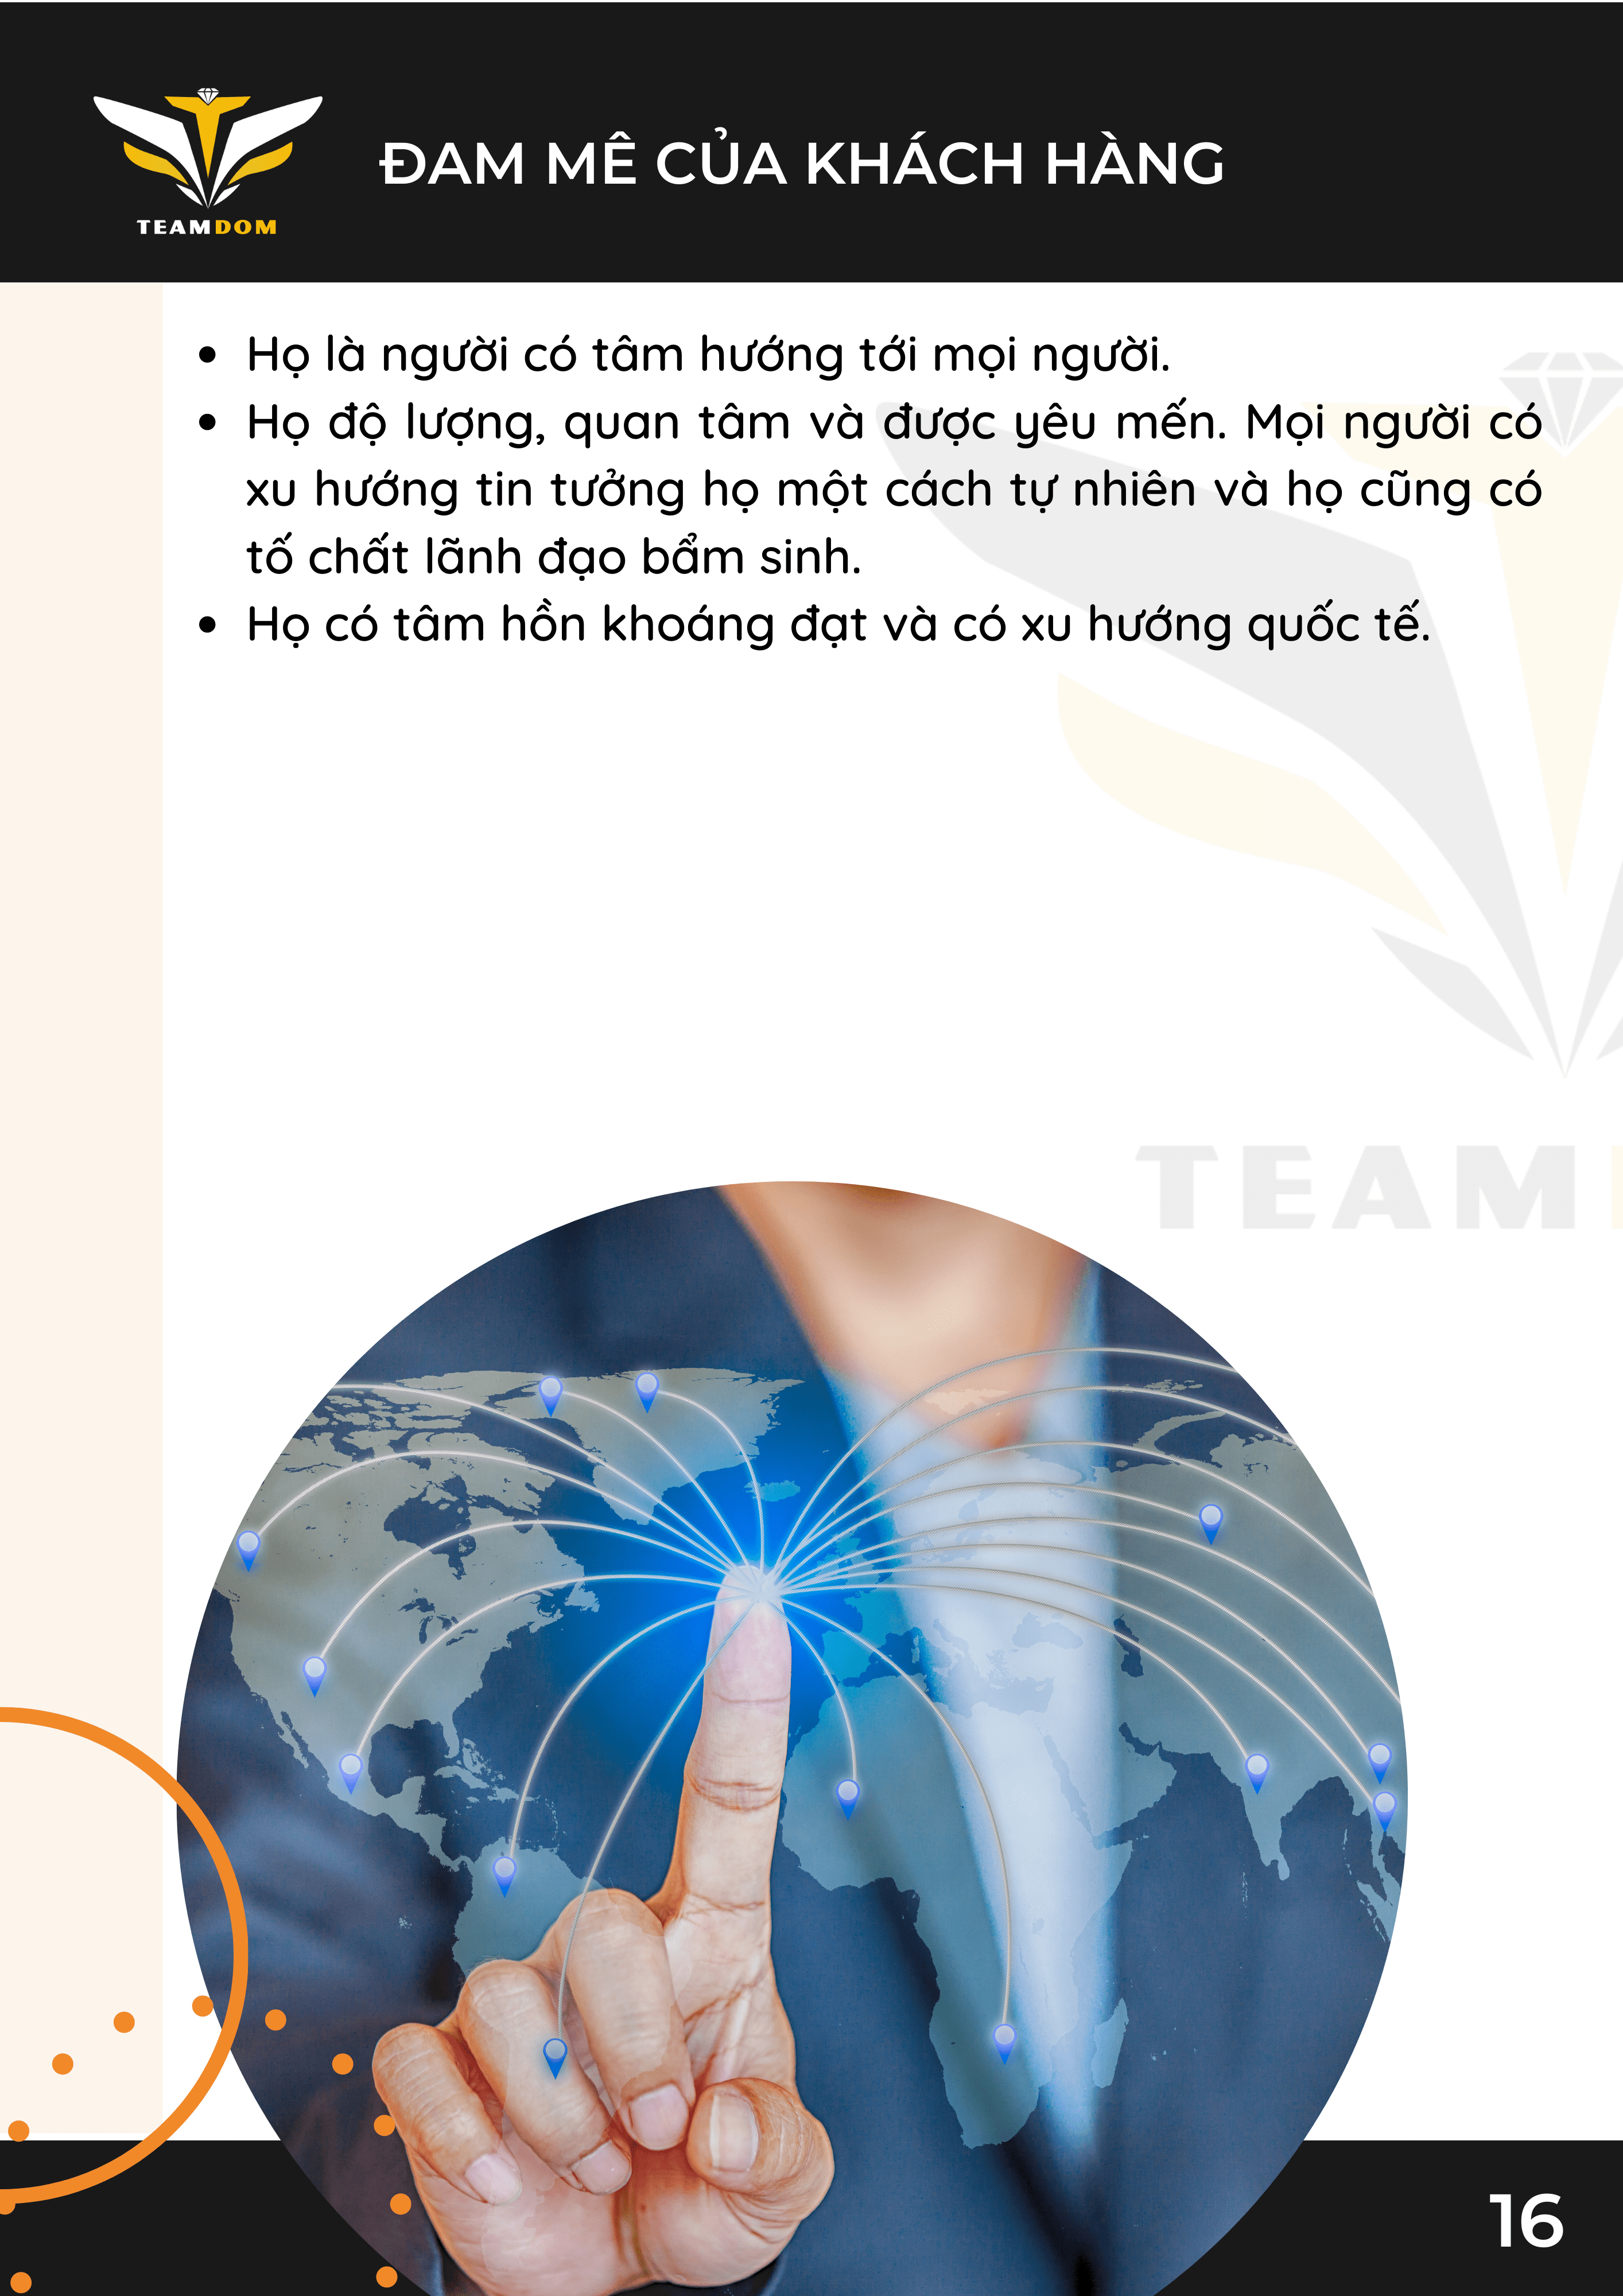 TEAMDOM
ĐAM MÊ CỦA KHÁCH HÀNG
• Họ là người có tâm hướng tới mọi người.
• Họ độ lượng, quan tâm và được yêu mến. Mọi người có
xu hướng tin tưởng họ một cách tự nhiên và họ cũng có
tố chất lãnh đạo bẩm sinh.
• Họ có tâm hồn khoáng đạt và có xu hướng quốc tế.
TEAM
16